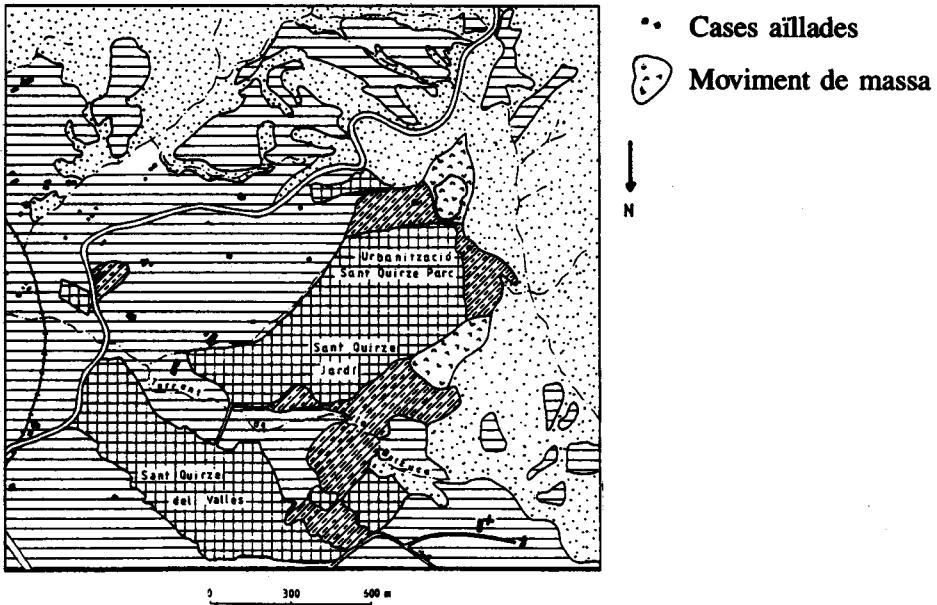 Cases aïllades
Moviment de massa
N
Urbanització
Sant Quirze Parc
Sant Quirze
Jardí
Torrent
Sant Quirze
del Vallès
0 300 600 m